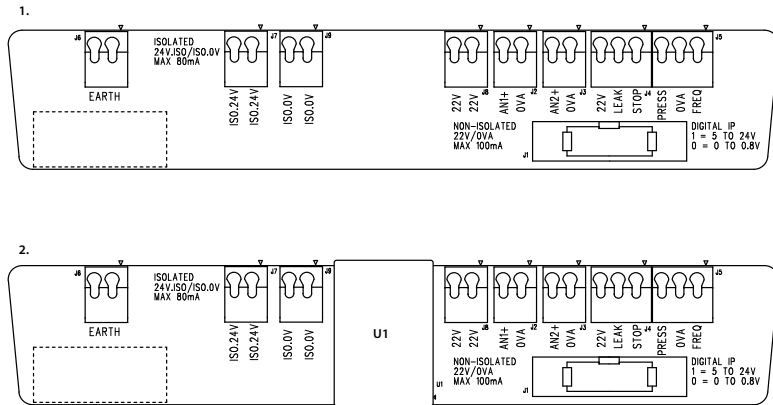 1.
J6
ISOLATED
24V.ISO/ISO.0V
MAX 80mA
J7
J9
J8
J2
J3
J4
J5
EARTH
ISO.24V
ISO.24V
ISO.0V
ISO.0V
22V
22V
AN1+
0VA
AN2+
0VA
22V
LEAK
STOP
PRESS
0VA
FREQ
NON-ISOLATED
22V/0VA
MAX 100mA
J1
DIGITAL IP
1 = 5 TO 24V
0 = 0 TO 0.8V
2.
J6
ISOLATED
24V.ISO/ISO.0V
MAX 80mA
J7
J9
U1
J8
J2
J3
J4
J5
EARTH
ISO.24V
ISO.24V
ISO.0V
ISO.0V
22V
22V
AN1+
0VA
AN2+
0VA
22V
LEAK
STOP
PRESS
0VA
FREQ
U1
NON-ISOLATED
22V/0VA
MAX 100mA
J1
DIGITAL IP
1 = 5 TO 24V
0 = 0 TO 0.8V